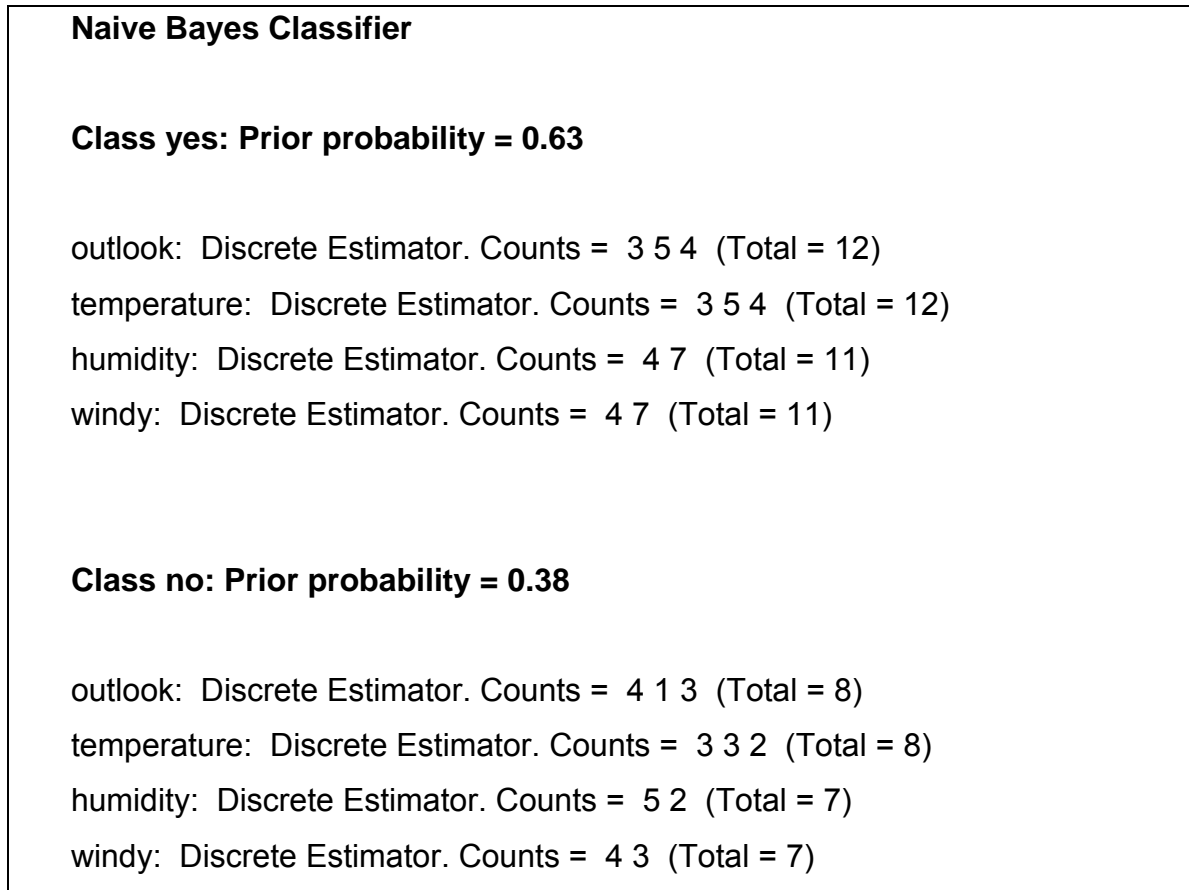 Naive Bayes Classifier
Class yes: Prior probability = 0.63
outlook:  Discrete Estimator. Counts =  3 5 4  (Total = 12)
temperature:  Discrete Estimator. Counts =  3 5 4  (Total = 12)
humidity:  Discrete Estimator. Counts =  4 7  (Total = 11)
windy:  Discrete Estimator. Counts =  4 7  (Total = 11)
Class no: Prior probability = 0.38
outlook:  Discrete Estimator. Counts =  4 1 3  (Total = 8)
temperature:  Discrete Estimator. Counts =  3 3 2  (Total = 8)
humidity:  Discrete Estimator. Counts =  5 2  (Total = 7)
windy:  Discrete Estimator. Counts =  4 3  (Total = 7)